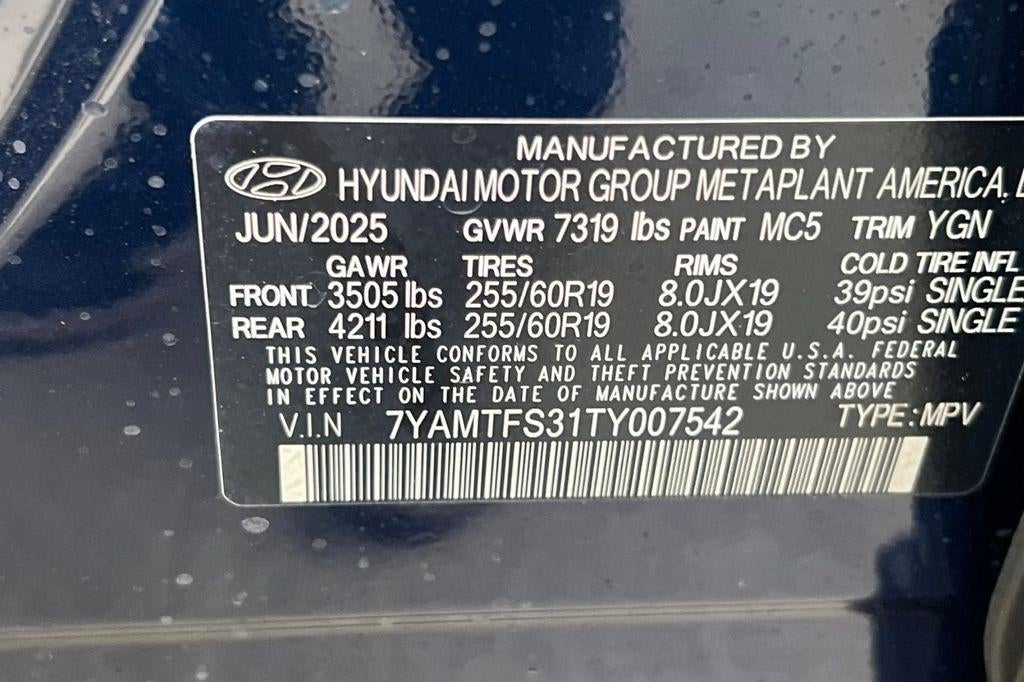 MANUFACTURED BY
HYUNDAI MOTOR GROUP METAPLANT AMERICA,
JUN/2025 GVWR 7319 lbs PAINT MC5 TRIM YGN
GAWR TIRES RIMS COLD TIRE INFL
FRONT 3505 lbs 255/60R19 8.0JX19 39psi SINGLE
REAR 4211 lbs 255/60R19 8.0JX19 40psi SINGLE
THIS VEHICLE CONFORMS TO ALL APPLICABLE U.S.A. FEDERAL
MOTOR VEHICLE SAFETY AND THEFT PREVENTION STANDARDS
IN EFFECT ON THE DATE OF MANUFACTURE SHOWN ABOVE
V.I.N 7YAMTFS31TY007542 TYPE:MPV